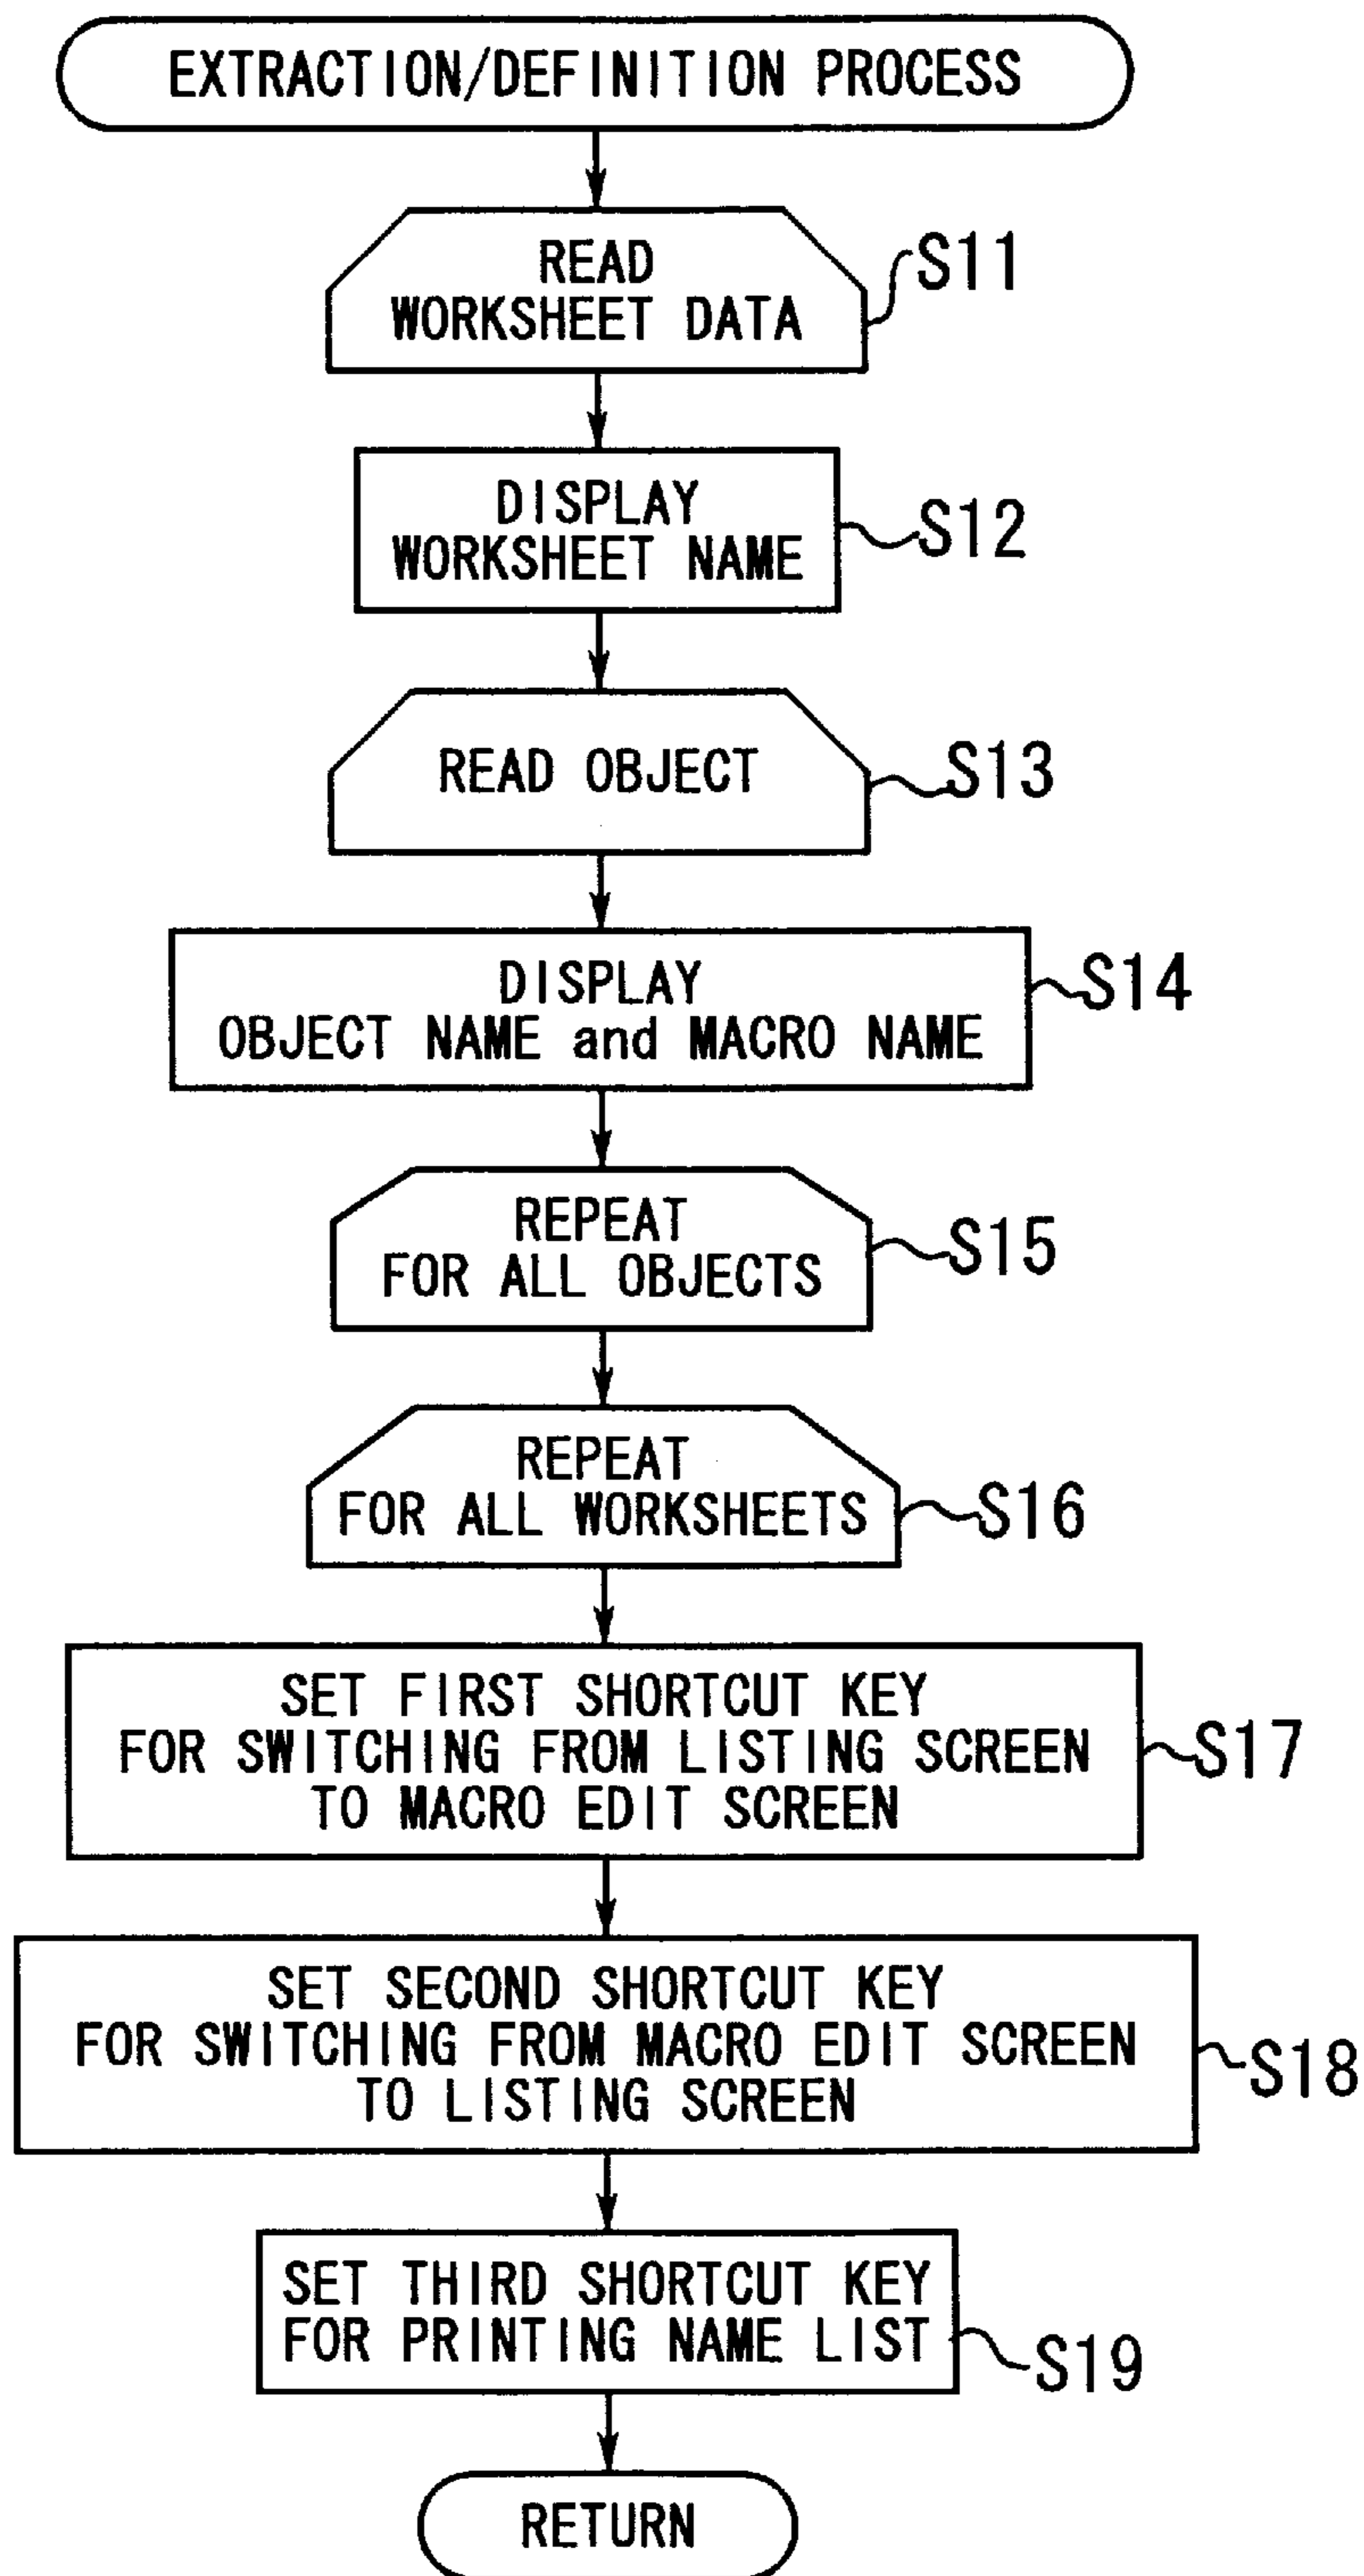 EXTRACTION/DEFINITION PROCESS
READ
WORKSHEET DATA
S11
DISPLAY
WORKSHEET NAME
S12
READ OBJECT
S13
DISPLAY
OBJECT NAME and MACRO NAME
S14
REPEAT
FOR ALL OBJECTS
S15
REPEAT
FOR ALL WORKSHEETS
S16
SET FIRST SHORTCUT KEY
FOR SWITCHING FROM LISTING SCREEN
TO MACRO EDIT SCREEN
S17
SET SECOND SHORTCUT KEY
FOR SWITCHING FROM MACRO EDIT SCREEN
TO LISTING SCREEN
S18
SET THIRD SHORTCUT KEY
FOR PRINTING NAME LIST
S19
RETURN